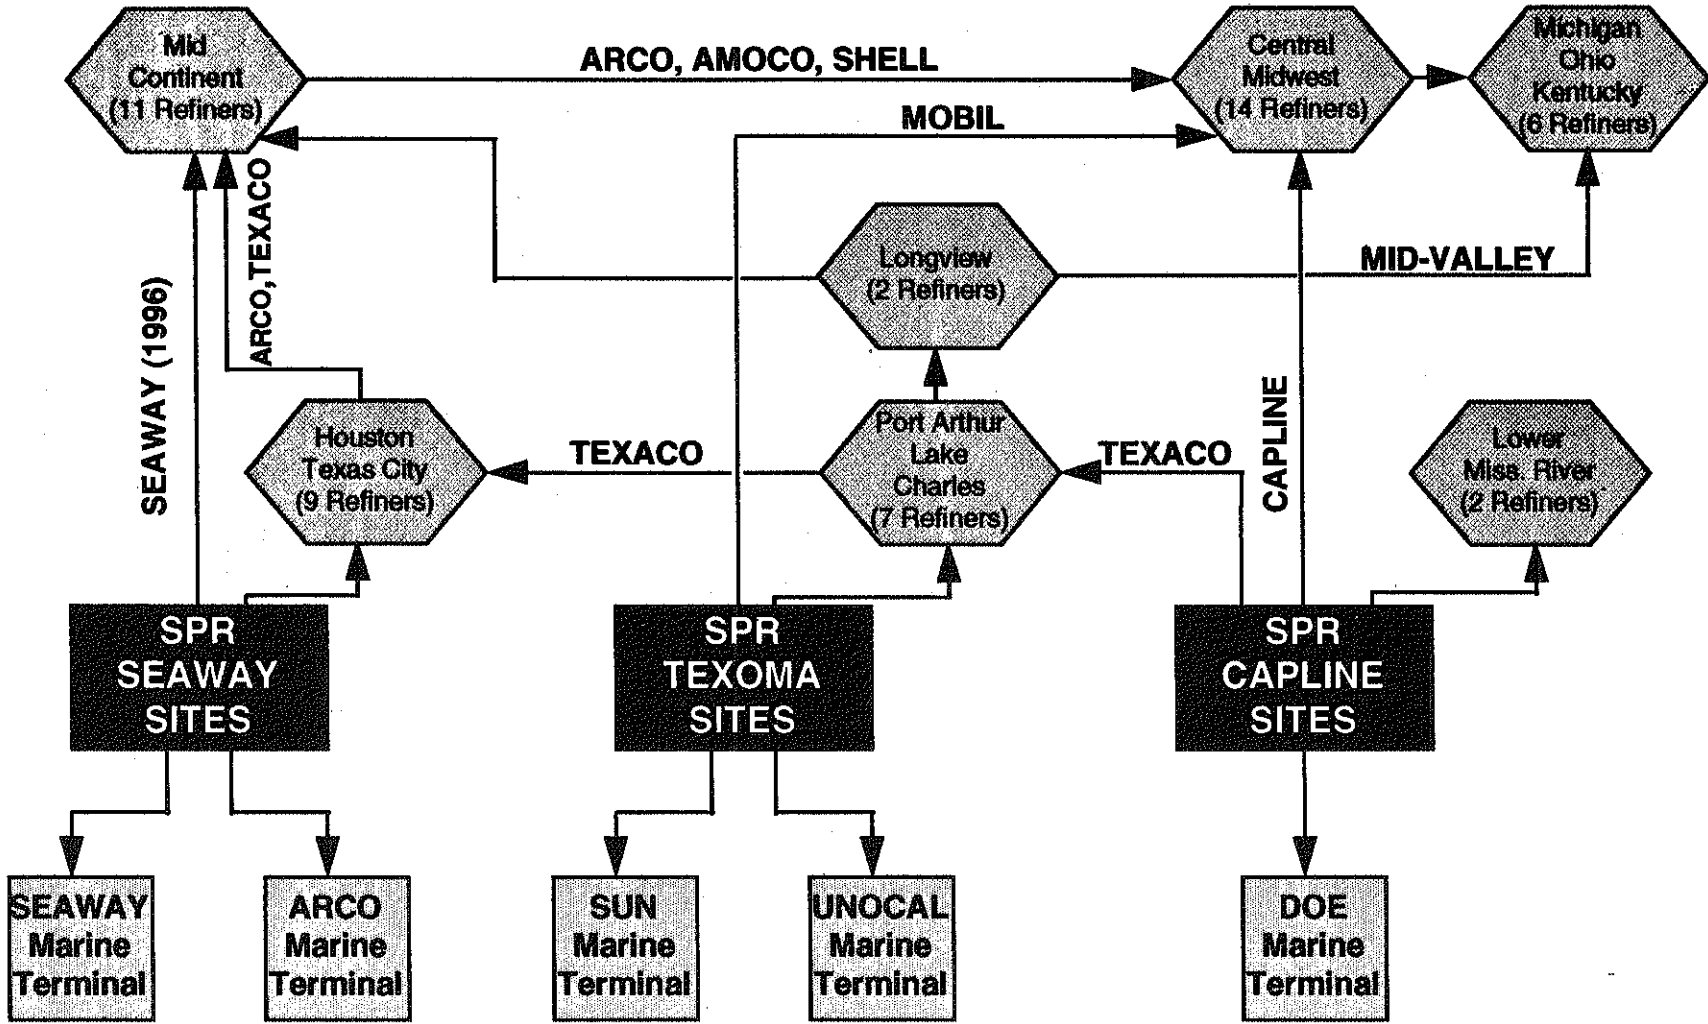 Mid
Continent
(11 Refiners)
ARCO, AMOCO, SHELL
Central
Midwest
(14 Refiners)
Michigan
Ohio
Kentucky
(6 Refiners)
MOBIL
ARCO,TEXACO
SEAWAY (1996)
Longview
(2 Refiners)
MID-VALLEY
Houston
Texas City
(9 Refiners)
TEXACO
Port Arthur
Lake
Charles
(7 Refiners)
TEXACO
CAPLINE
Lower
Miss. River
(2 Refiners)
SPR
SEAWAY
SITES
SPR
TEXOMA
SITES
SPR
CAPLINE
SITES
SEAWAY
Marine
Terminal
ARCO
Marine
Terminal
SUN
Marine
Terminal
UNOCAL
Marine
Terminal
DOE
Marine
Terminal